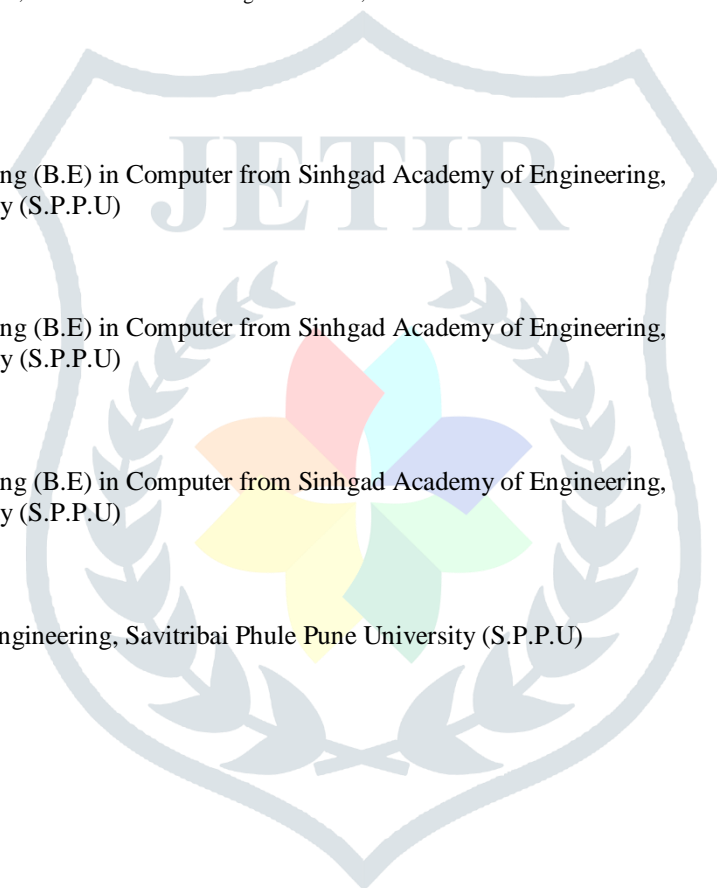 JETIR
ng (B.E) in Computer from Sinhgad Academy of Engineering,
y (S.P.P.U)
ng (B.E) in Computer from Sinhgad Academy of Engineering,
y (S.P.P.U)
ng (B.E) in Computer from Sinhgad Academy of Engineering,
y (S.P.P.U)
ngineering, Savitribai Phule Pune University (S.P.P.U)